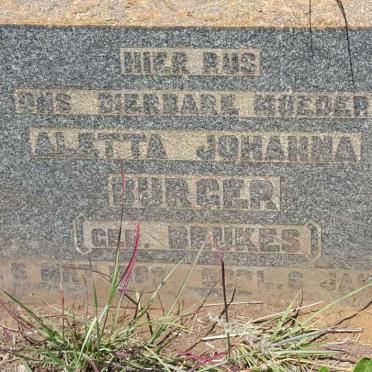 HIER RUS
ONS DIERBARE MOEDER
ALETTA JOHANNA
BURGER
(GEB. BEUKES)